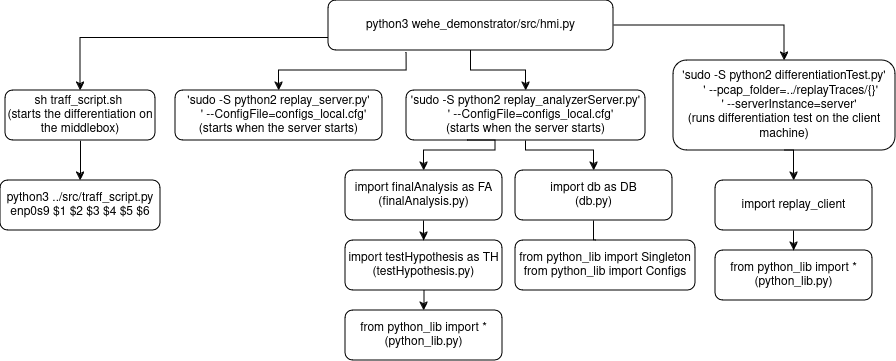 python3 wehe_demonstrator/src/hmi.py
sh traff_script.sh
(starts the differentiation on
the middlebox)
'sudo -S python2 replay_server.py'
' --ConfigFile=configs_local.cfg'
(starts when the server starts)
'sudo -S python2 replay_analyzerServer.py'
' --ConfigFile=configs_local.cfg'
(starts when the server starts)
'sudo -S python2 differentiationTest.py'
' --pcap_folder=../replayTraces/{}'
' --serverInstance=server'
(runs differentiation test on the client
machine)
python3 ../src/traff_script.py
enp0s9 $1 $2 $3 $4 $5 $6
import finalAnalysis as FA
(finalAnalysis.py)
import db as DB
(db.py)
import replay_client
import testHypothesis as TH
(testHypothesis.py)
from python_lib import Singleton
from python_lib import Configs
from python_lib import *
(python_lib.py)
from python_lib import *
(python_lib.py)